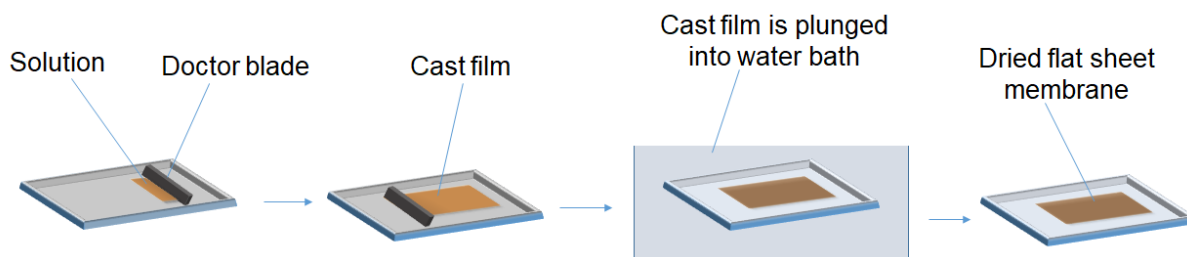 Solution
Doctor blade
Cast film
Cast film is plunged
into water bath
Dried flat sheet
membrane